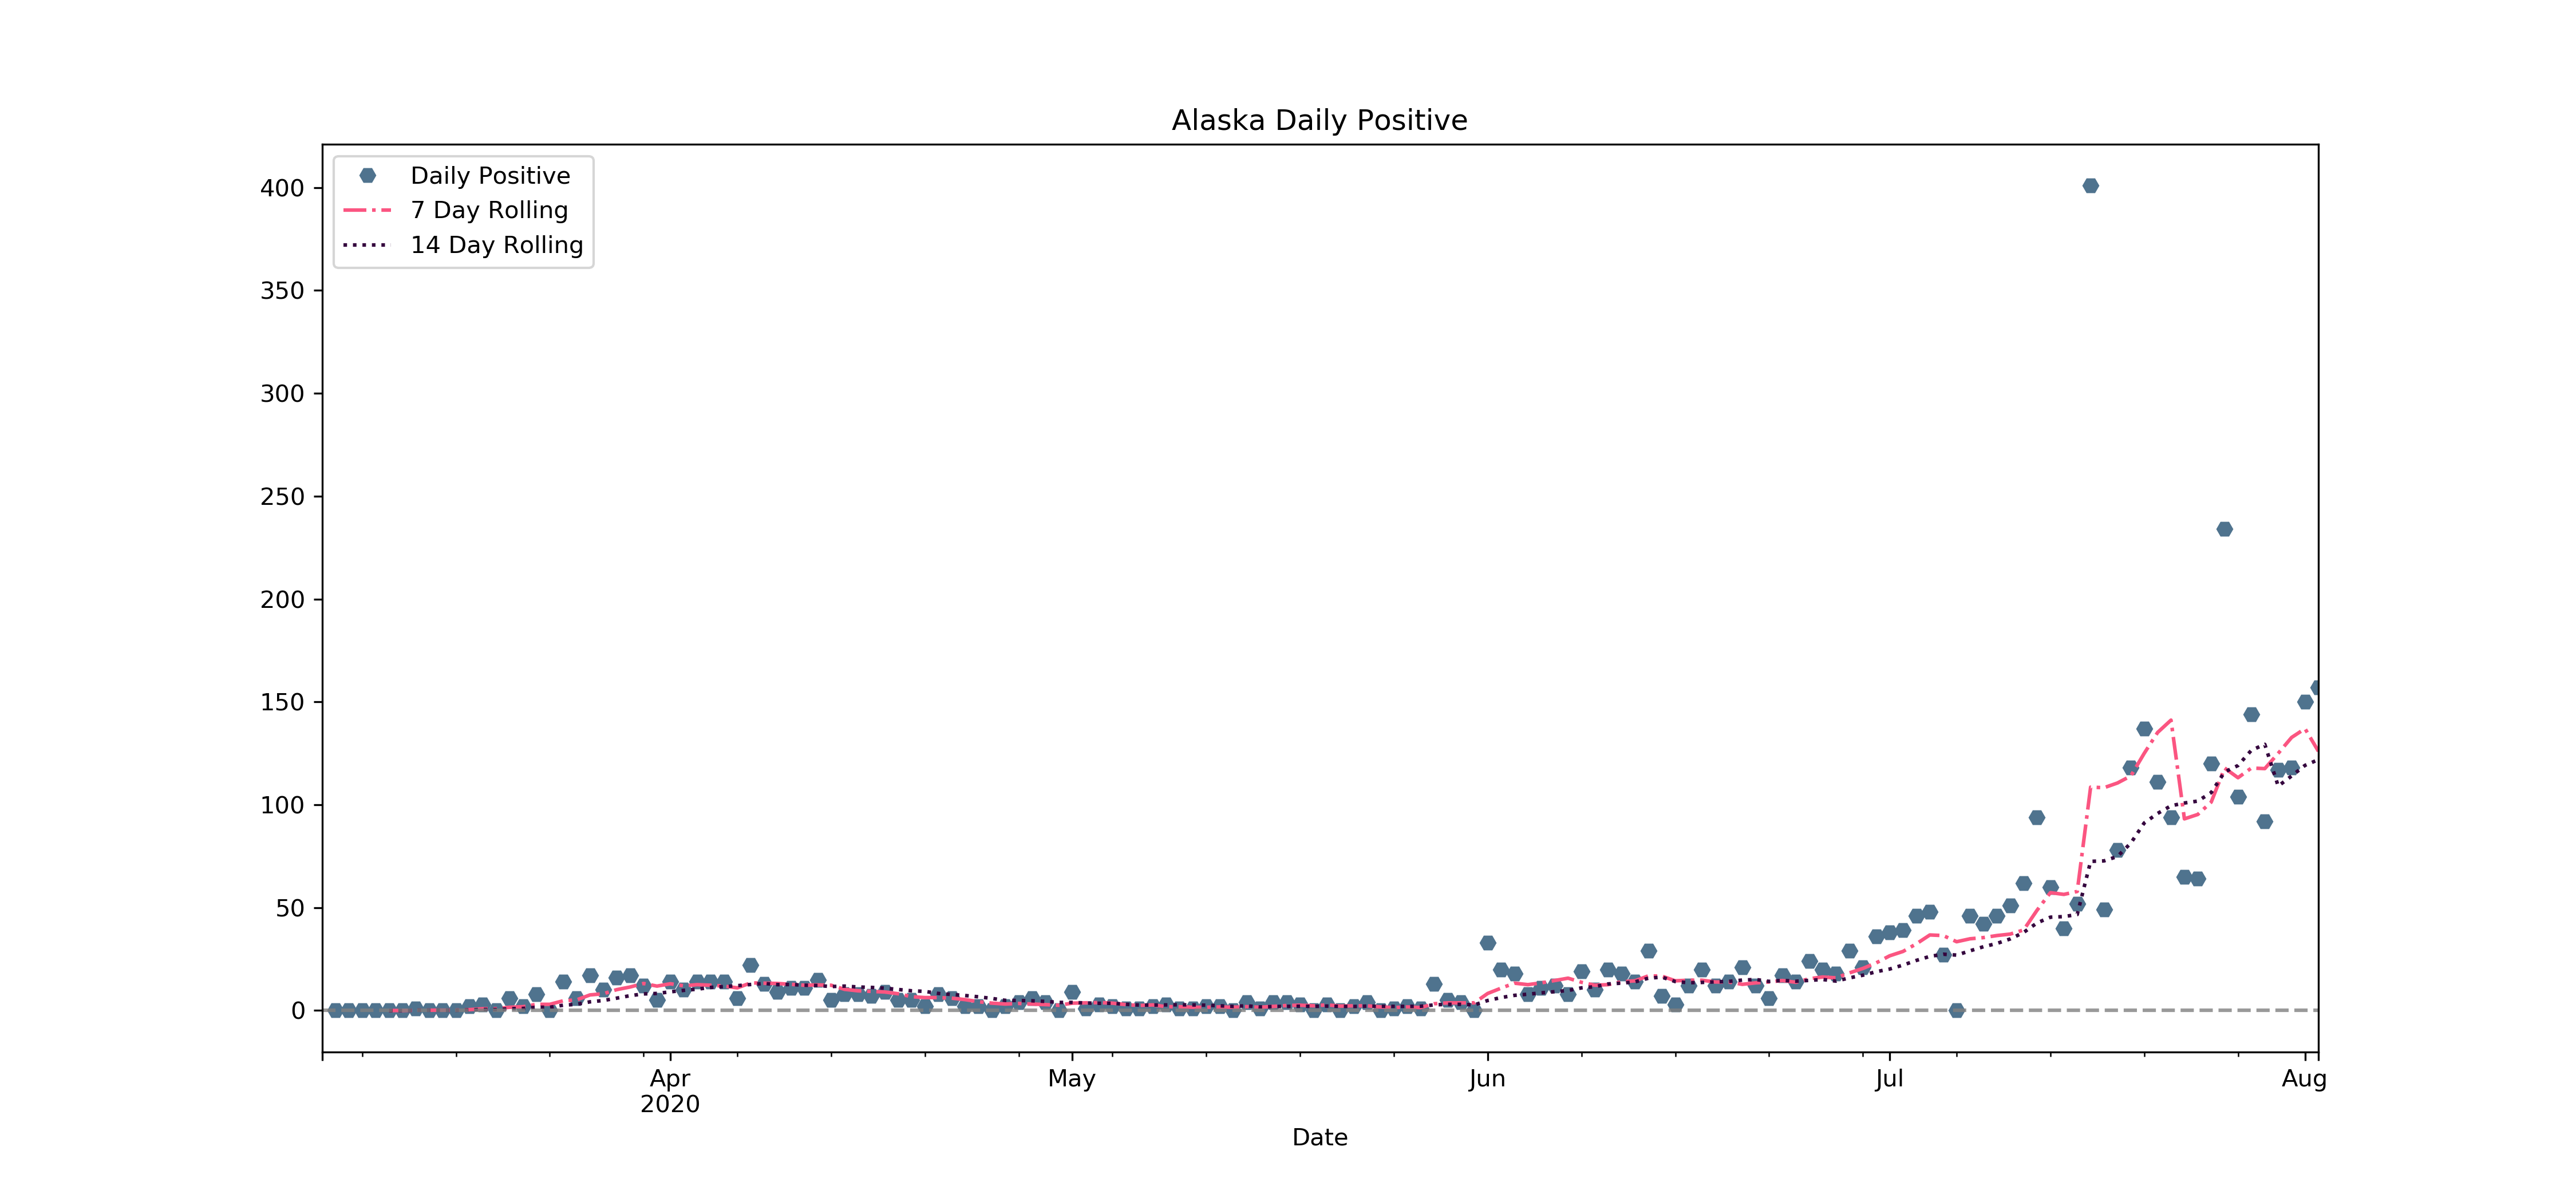 Alaska Daily Positive
Daily Positive
7 Day Rolling
14 Day Rolling
400
350
300
250
200
150
100
50
0
Apr May Jun Jul Aug
2020
Date